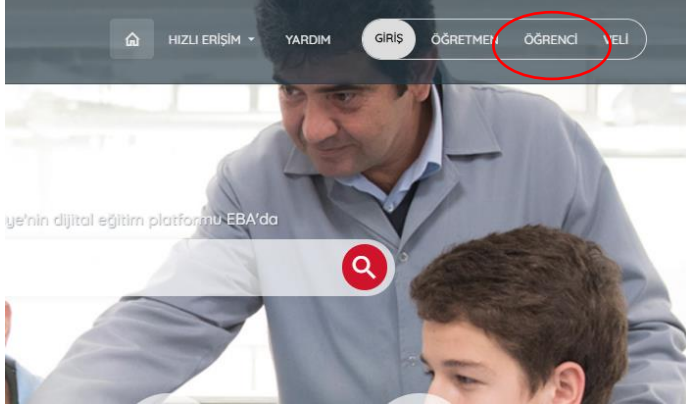 HIZLI ERİŞİM YARDIM GİRİŞ ÖĞRETMEN ÖĞRENCİ VELİ
ye'nin dijital eğitim platformu EBA'da